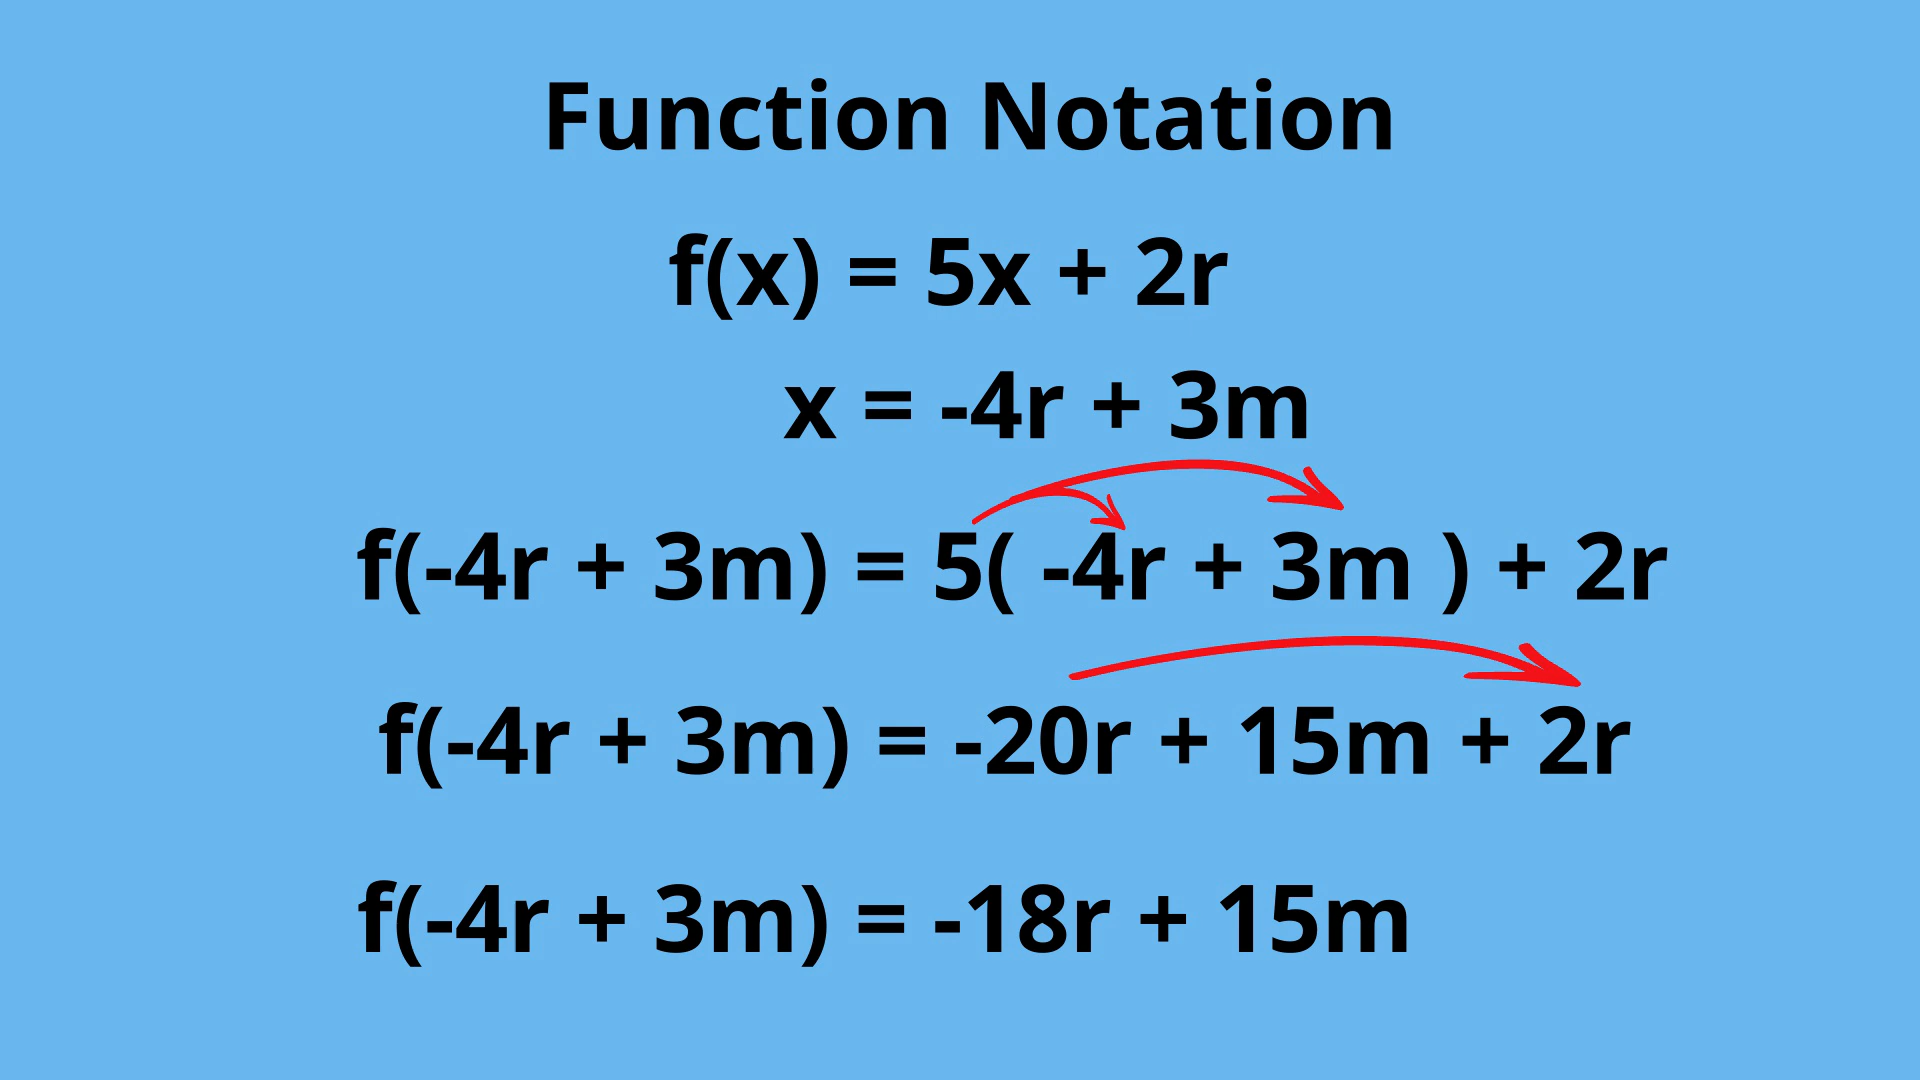 Function Notation
f(x) = 5x + 2r
x = -4r + 3m
f(-4r + 3m) = 5( -4r + 3m ) + 2r
f(-4r + 3m) = -20r + 15m + 2r
f(-4r + 3m) = -18r + 15m